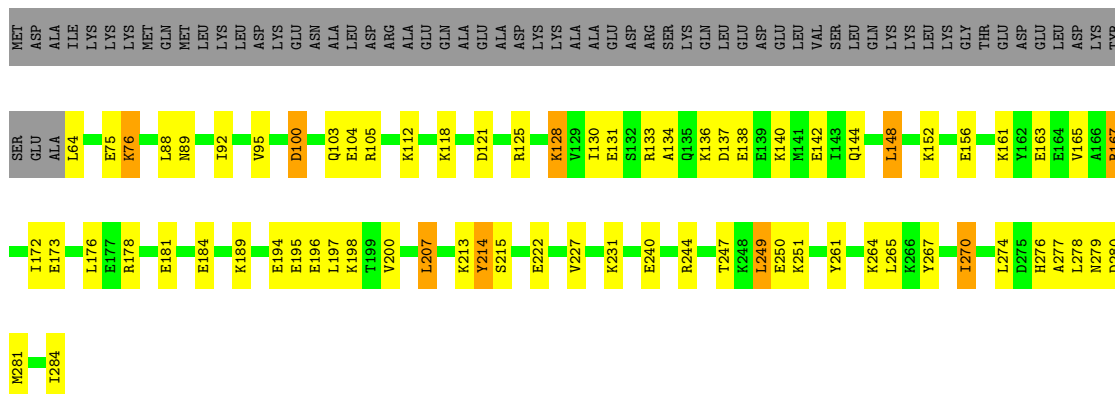 MET ASP ALA ILE LYS LYS LYS MET GLN MET LEU LYS LEU ASP LYS GLU ASN ALA LEU ASP ARG ALA GLU GLN ALA GLU ALA ASP LYS LYS ALA ALA GLU ASP ARG SER LYS GLN LEU GLU ASP GLU LEU VAL SER LEU GLN LYS LYS LEU LYS GLY THR GLU ASP GLU LEU ASP LYS TYR
SER GLU ALA L64 E75 K76 L88 N89 I92 V95 D100 Q103 E104 R105 K112 K118 D121 R125 K128 V129 I130 E131 S132 R133 A134 Q135 K136 D137 E138 E139 K140 M141 E142 I143 Q144 L148 K152 E156 K161 Y162 E163 E164 V165 A166 R167
I172 E173 L176 E177 R178 E181 E184 K189 E194 E195 E196 L197 K198 T199 V200 L207 K213 Y214 S215 E222 V227 K231 E240 R244 T247 K248 L249 E250 K251 Y261 K264 L265 K266 Y267 I270 L274 D275 H276 A277 L278 N279 D280
M281 I284